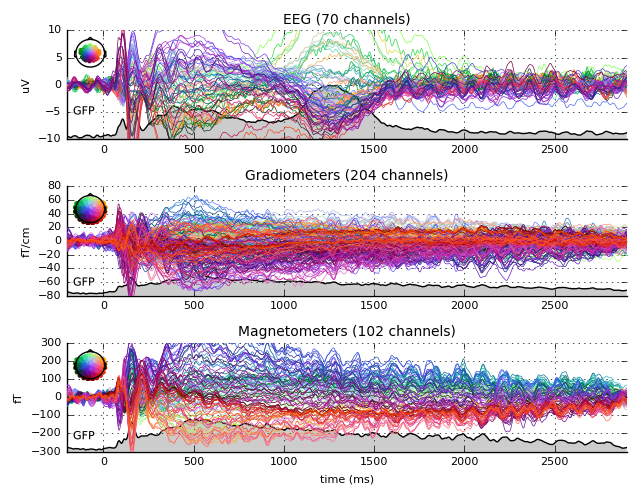 EEG (70 channels)
10
5
0
−5
−10
uV
GFP
0 500 1000 1500 2000 2500
Gradiometers (204 channels)
80
60
40
20
0
−20
−40
−60
−80
fT/cm
GFP
0 500 1000 1500 2000 2500
Magnetometers (102 channels)
300
200
100
0
−100
−200
−300
fT
GFP
0 500 1000 1500 2000 2500
time (ms)